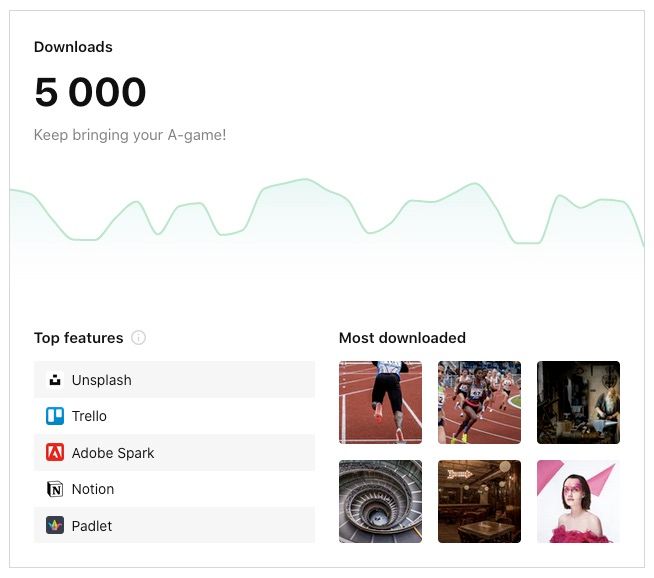 Downloads
5 000
Keep bringing your A-game!
Top features
Most downloaded
Unsplash
Trello
Adobe Spark
Notion
Padlet